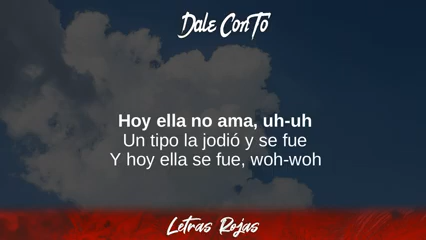 Dale Con To
Hoy ella no ama, uh-uh
Un tipo la jodió y se fue
Y hoy ella se fue, woh-woh
Letras Rojas